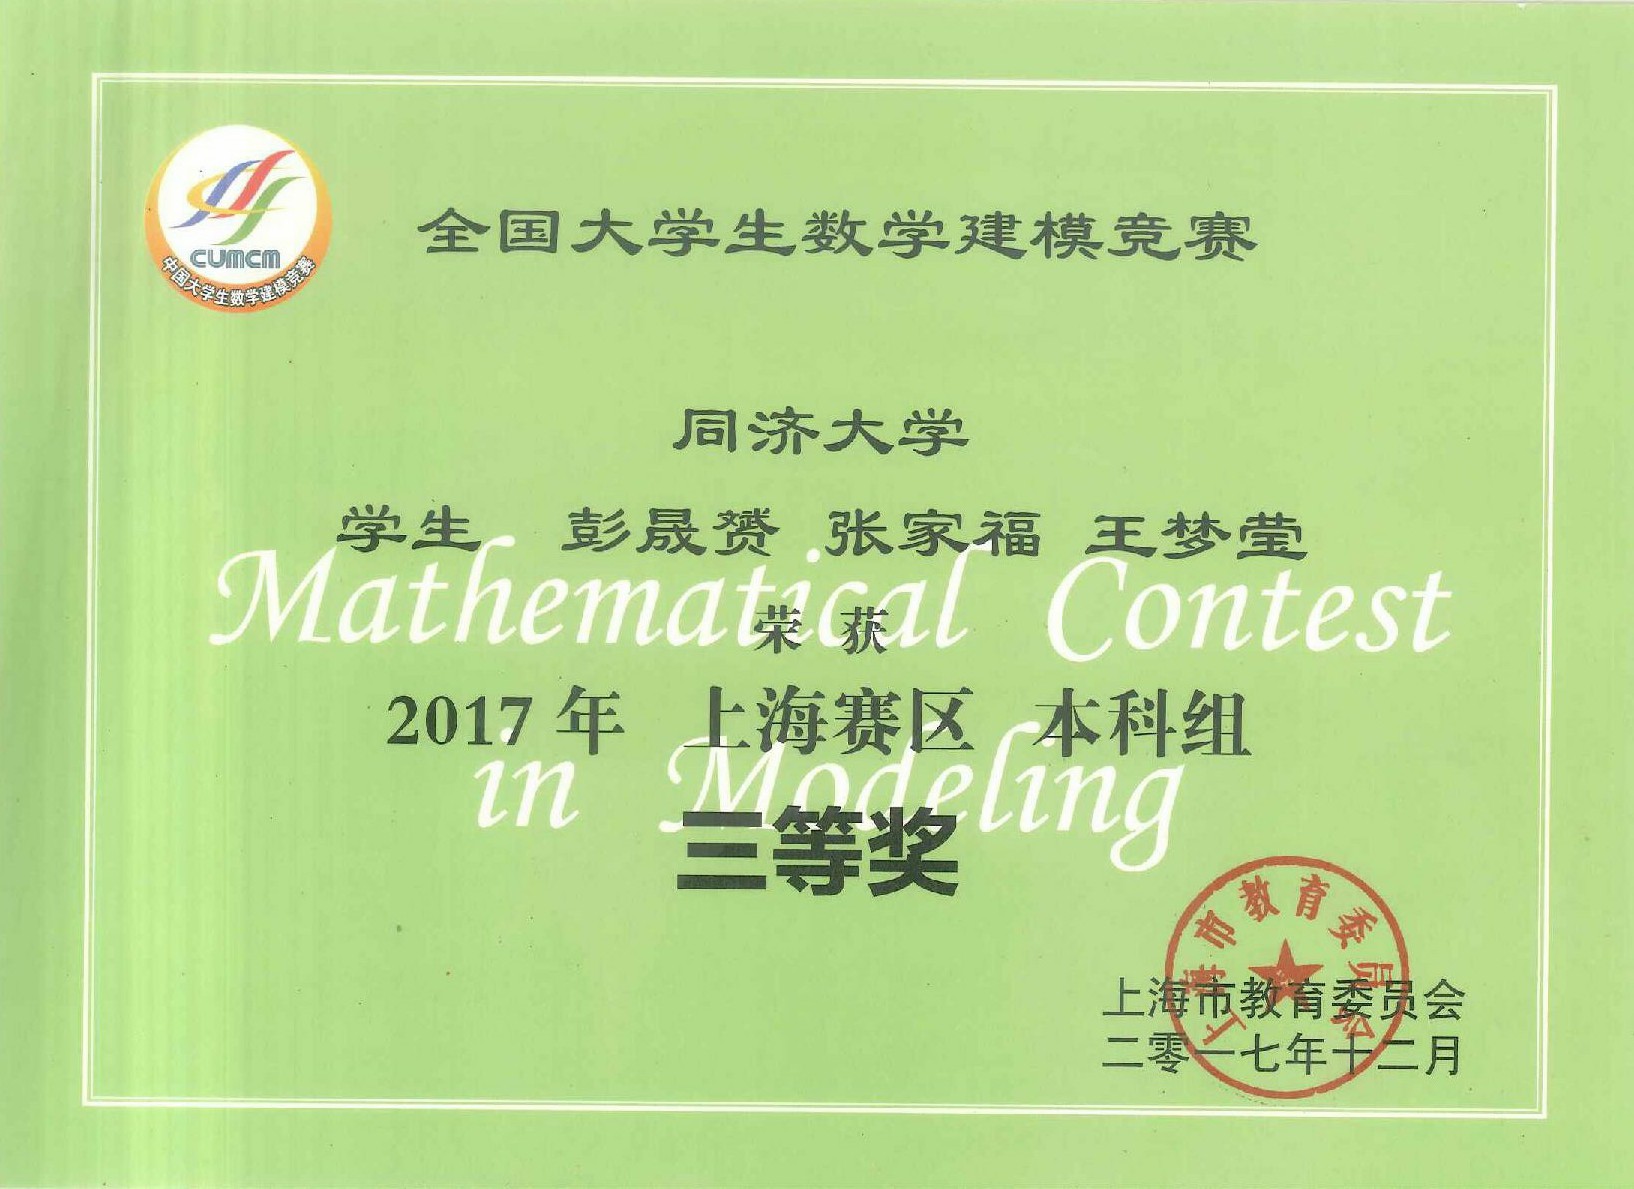 CUMCM
中国大学生数学建模竞赛
全国大学生数学建模竞赛
同济大学
学生 彭晟赟 张家福 王梦莹
Mathematical Contest
荣 获
2017 年 上海赛区 本科组
in Modeling
三等奖
上海市教育委员会
上海市教育委员会
二零一七年十二月